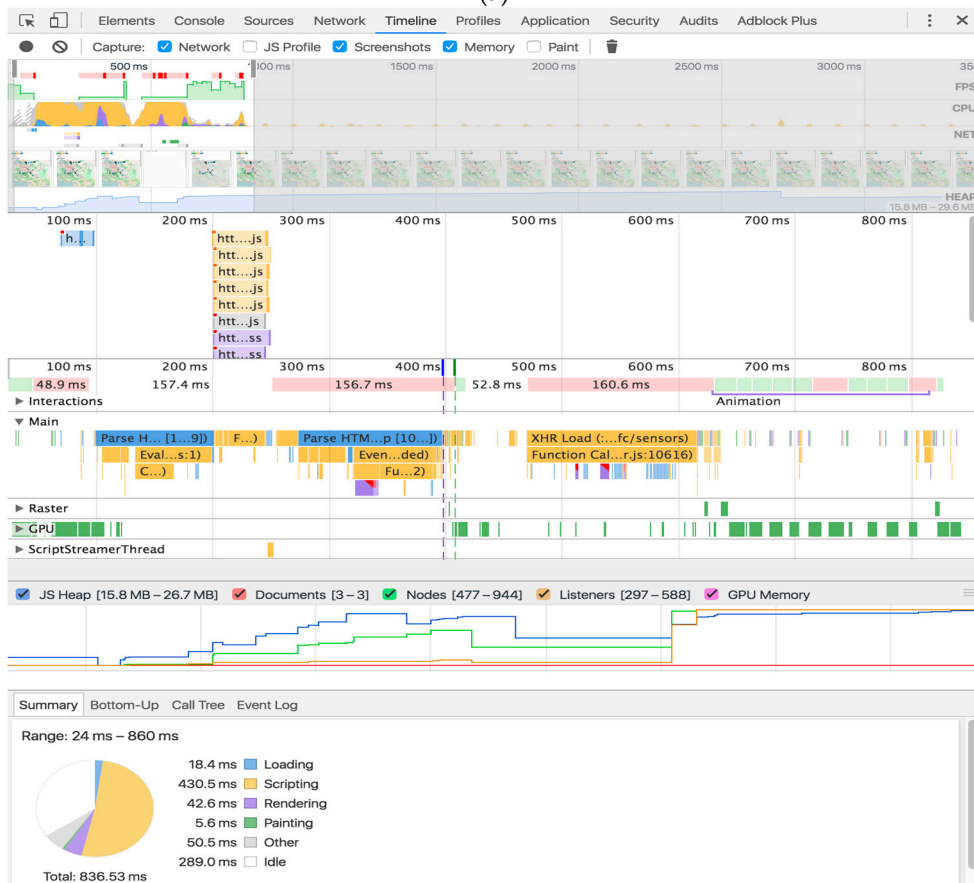 Elements Console Sources Network Timeline Profiles Application Security Audits Adblock Plus
Capture: Network JS Profile Screenshots Memory Paint
500 ms 1500 ms 2000 ms 2500 ms 3000 ms
FPS
CPU
NET
HEAP
15.8 MB – 29.6 MB
100 ms 200 ms 300 ms 400 ms 500 ms 600 ms 700 ms 800 ms
h... htt....js
htt....js
htt....js
htt....js
htt....js
htt...js
htt...ss
htt...ss
100 ms 200 ms 300 ms 400 ms 500 ms 600 ms 700 ms 800 ms
48.9 ms 157.4 ms 156.7 ms 52.8 ms 160.6 ms
Interactions Animation
Main
Parse H... [1...9]) F...) Parse HTM...p [10...]) XHR Load (:...fc/sensors)
Eval...s:1) Even...ded) Function Cal...r.js:10616)
C...) Fu...2)
Raster
GPU
ScriptStreamerThread
JS Heap [15.8 MB – 26.7 MB] Documents [3 – 3] Nodes [477 – 944] Listeners [297 – 588] GPU Memory
Summary Bottom-Up Call Tree Event Log
Range: 24 ms – 860 ms
18.4 ms Loading
430.5 ms Scripting
42.6 ms Rendering
5.6 ms Painting
50.5 ms Other
289.0 ms Idle
Total: 836.53 ms